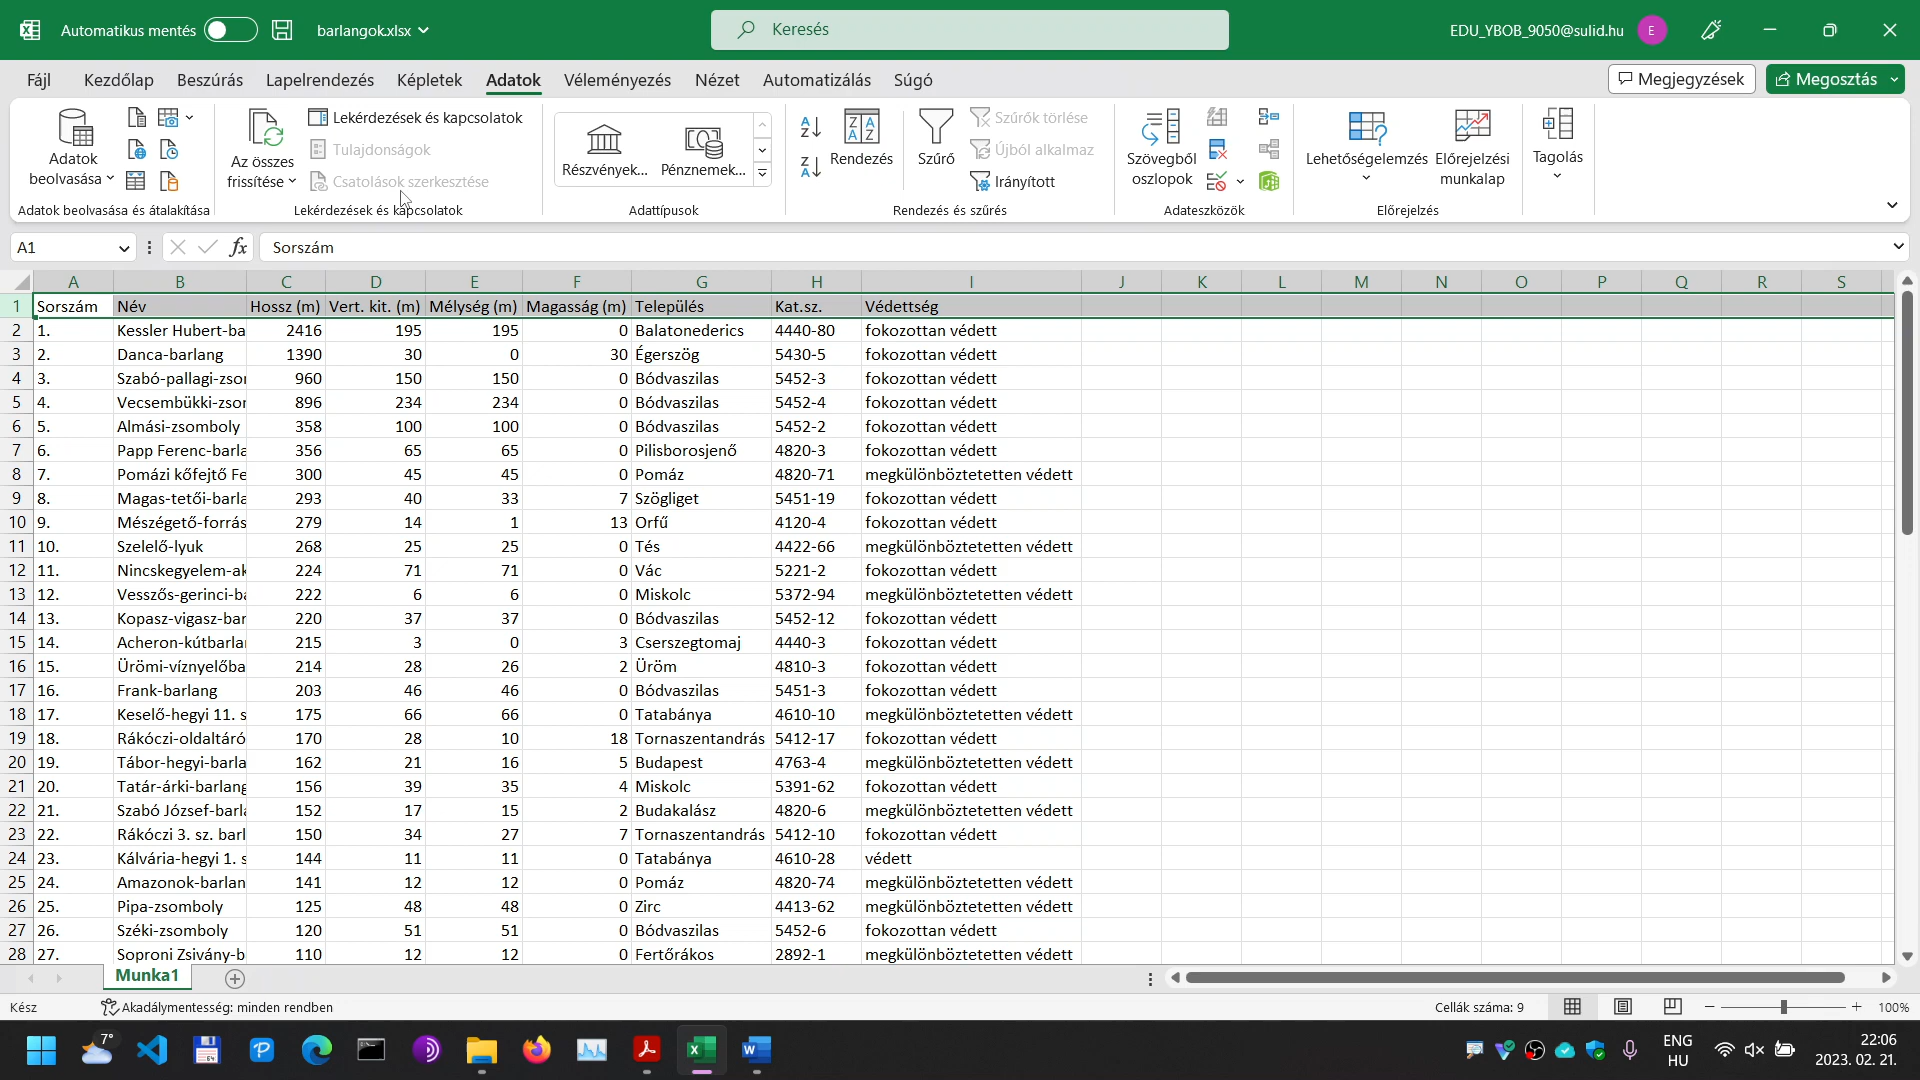 Automatikus mentés
barlangok.xlsx
Keresés
EDU_YBOB_9050@sulid.hu
E
Fájl Kezdőlap Beszúrás Lapelrendezés Képletek Adatok Véleményezés Nézet Automatizálás Súgó
Megjegyzések
Megosztás
Adatok beolvasása
Adatok beolvasása és átalakítása
Az összes frissítése
Lekérdezések és kapcsolatok
Tulajdonságok
Csatolások szerkesztése
Lekérdezések és kapcsolatok
Részvények...
Pénznemek...
Adattípusok
Rendezés
Szűrő
Szűrők törlése
Újból alkalmaz
Irányított
Rendezés és szűrés
Szövegből oszlopok
Adateszközök
Lehetőségelemzés
Előrejelzési munkalap
Előrejelzés
Tagolás
A1
fx
Sorszám
A B C D E F G H I J K L M N O P Q R S
1 Sorszám Név Hossz (m) Vert. kit. (m) Mélység (m) Magasság (m) Település Kat.sz. Védettség
2 1. Kessler Hubert-ba 2416 195 195 0 Balatonederics 4440-80 fokozottan védett
3 2. Danca-barlang 1390 30 0 30 Égerszög 5430-5 fokozottan védett
4 3. Szabó-pallagi-zsor 960 150 150 0 Bódvaszilas 5452-3 fokozottan védett
5 4. Vecsembükki-zsor 896 234 234 0 Bódvaszilas 5452-4 fokozottan védett
6 5. Almási-zsomboly 358 100 100 0 Bódvaszilas 5452-2 fokozottan védett
7 6. Papp Ferenc-barla 356 65 65 0 Pilisborosjenő 4820-3 fokozottan védett
8 7. Pomázi kőfejtő Fe 300 45 45 0 Pomáz 4820-71 megkülönböztetetten védett
9 8. Magas-tetői-barla 293 40 33 7 Szögliget 5451-19 fokozottan védett
10 9. Mészégető-forrás 279 14 1 13 Orfű 4120-4 fokozottan védett
11 10. Szelelő-lyuk 268 25 25 0 Tés 4422-66 megkülönböztetetten védett
12 11. Nincskegyelem-ak 224 71 71 0 Vác 5221-2 fokozottan védett
13 12. Vesszős-gerinci-ba 222 6 6 0 Miskolc 5372-94 megkülönböztetetten védett
14 13. Kopasz-vigasz-bar 220 37 37 0 Bódvaszilas 5452-12 fokozottan védett
15 14. Acheron-kútbarlar 215 3 0 3 Cserszegtomaj 4440-3 fokozottan védett
16 15. Ürömi-víznyelőba 214 28 26 2 Üröm 4810-3 fokozottan védett
17 16. Frank-barlang 203 46 46 0 Bódvaszilas 5451-3 fokozottan védett
18 17. Keselő-hegyi 11. s 175 66 66 0 Tatabánya 4610-10 megkülönböztetetten védett
19 18. Rákóczi-oldaltáró 170 28 10 18 Tornaszentandrás 5412-17 fokozottan védett
20 19. Tábor-hegyi-barla 162 21 16 5 Budapest 4763-4 megkülönböztetetten védett
21 20. Tatár-árki-barlang 156 39 35 4 Miskolc 5391-62 fokozottan védett
22 21. Szabó József-barla 152 17 15 2 Budakalász 4820-6 megkülönböztetetten védett
23 22. Rákóczi 3. sz. barl 150 34 27 7 Tornaszentandrás 5412-10 fokozottan védett
24 23. Kálvária-hegyi 1. s 144 11 11 0 Tatabánya 4610-28 védett
25 24. Amazonok-barlan 141 12 12 0 Pomáz 4820-74 megkülönböztetetten védett
26 25. Pipa-zsomboly 125 48 48 0 Zirc 4413-62 megkülönböztetetten védett
27 26. Széki-zsomboly 120 51 51 0 Bódvaszilas 5452-6 fokozottan védett
28 27. Soproni Zsivány-b 110 12 12 0 Fertőrákos 2892-1 megkülönböztetetten védett
Munka1
Kész
Akadálymentesség: minden rendben
Cellák száma: 9
100%
7°
ENG
HU
22:06
2023. 02. 21.